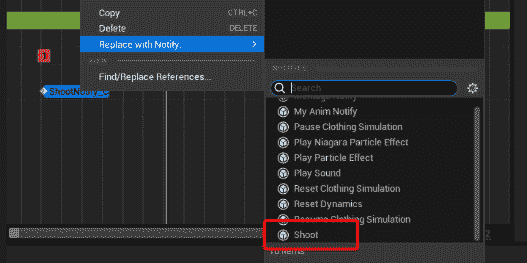 Copy CTRL+C
Delete DELETE
Replace with Notify.
Find/Replace References...
ShootNotify_C
Search
My Anim Notify
Pause Clothing Simulation
Play Niagara Particle Effect
Play Particle Effect
Play Sound
Reset Clothing Simulation
Reset Dynamics
Resume Clothing Simulation
Shoot
items